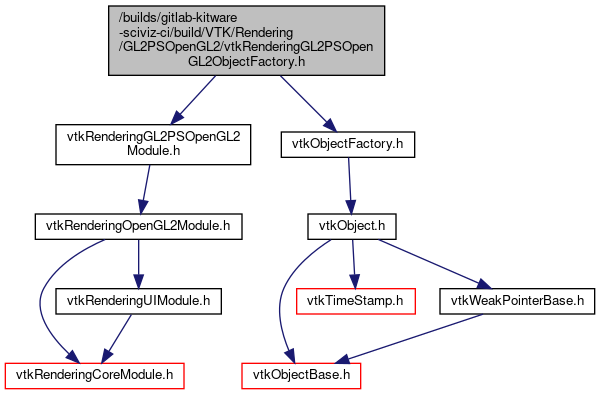 /builds/gitlab-kitware
-sciviz-ci/build/VTK/Rendering
/GL2PSOpenGL2/vtkRenderingGL2PSOpen
GL2ObjectFactory.h
vtkRenderingGL2PSOpenGL2
Module.h
vtkObjectFactory.h
vtkRenderingOpenGL2Module.h
vtkObject.h
vtkRenderingUIModule.h
vtkTimeStamp.h
vtkWeakPointerBase.h
vtkRenderingCoreModule.h
vtkObjectBase.h